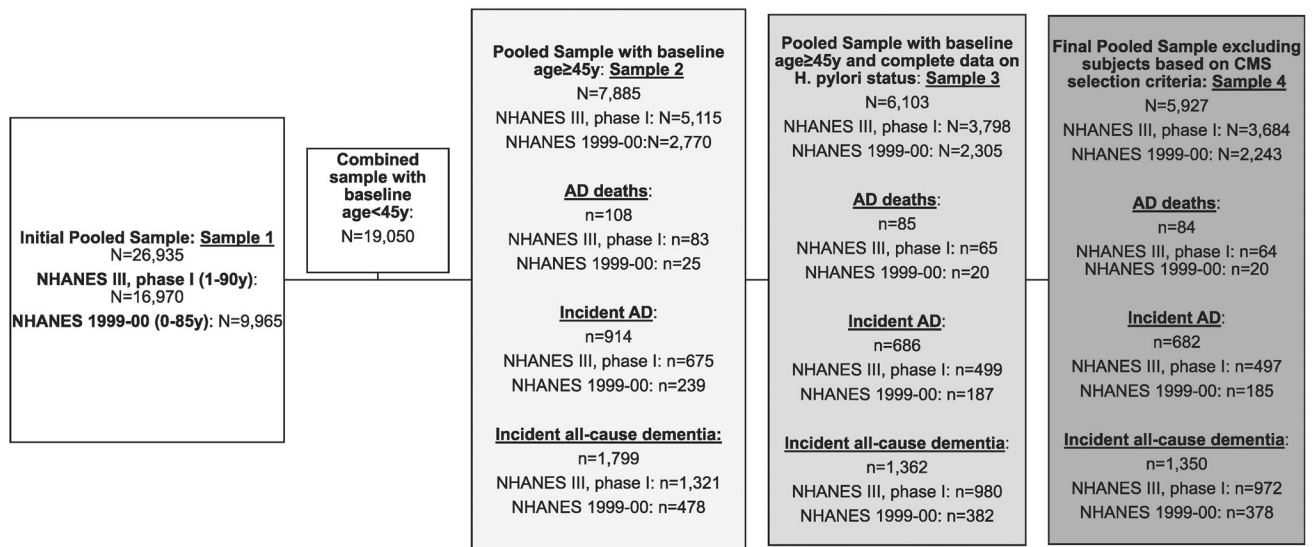 Initial Pooled Sample: Sample 1
N=26,935
NHANES III, phase I (1-90y):
N=16,970
NHANES 1999-00 (0-85y): N=9,965
Combined
sample with
baseline
age<45y:
N=19,050
Pooled Sample with baseline
age≥45y: Sample 2
N=7,885
NHANES III, phase I: N=5,115
NHANES 1999-00:N=2,770
AD deaths:
n=108
NHANES III, phase I: n=83
NHANES 1999-00: n=25
Incident AD:
n=914
NHANES III, phase I: n=675
NHANES 1999-00: n=239
Incident all-cause dementia:
n=1,799
NHANES III, phase I: n=1,321
NHANES 1999-00: n=478
Pooled Sample with baseline
age≥45y and complete data on
H. pylori status: Sample 3
N=6,103
NHANES III, phase I: N=3,798
NHANES 1999-00: N=2,305
AD deaths:
n=85
NHANES III, phase I: n=65
NHANES 1999-00: n=20
Incident AD:
n=686
NHANES III, phase I: n=499
NHANES 1999-00: n=187
Incident all-cause dementia:
n=1,362
NHANES III, phase I: n=980
NHANES 1999-00: n=382
Final Pooled Sample excluding
subjects based on CMS
selection criteria: Sample 4
N=5,927
NHANES III, phase I: N=3,684
NHANES 1999-00: N=2,243
AD deaths:
n=84
NHANES III, phase I: n=64
NHANES 1999-00: n=20
Incident AD:
n=682
NHANES III, phase I: n=497
NHANES 1999-00: n=185
Incident all-cause dementia:
n=1,350
NHANES III, phase I: n=972
NHANES 1999-00: n=378